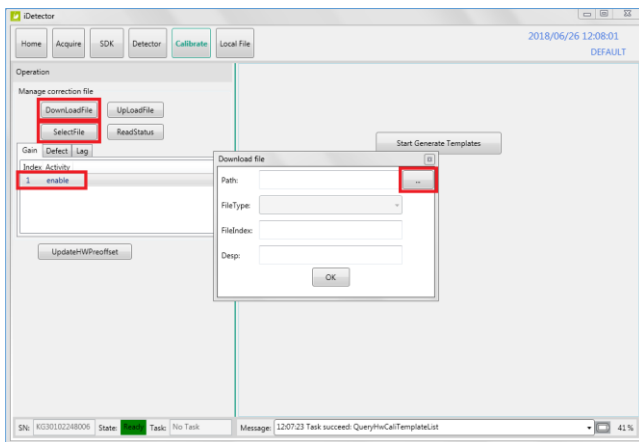 iDetector
Home Acquire SDK Detector Calibrate Local File
2018/06/26 12:08:01
DEFAULT
Operation
Manage correction file
DownLoadFile UpLoadFile
SelectFile ReadStatus
Gain Defect Lag
Index Activity
1 enable
UpdateHWPreoffset
Start Generate Templates
Download file
Path: ..
FileType:
FileIndex:
Desp:
OK
SN: KG30102248006 State: Ready Task: No Task Message: 12:07:23 Task succeed: QueryHwCaliTemplateList 41%